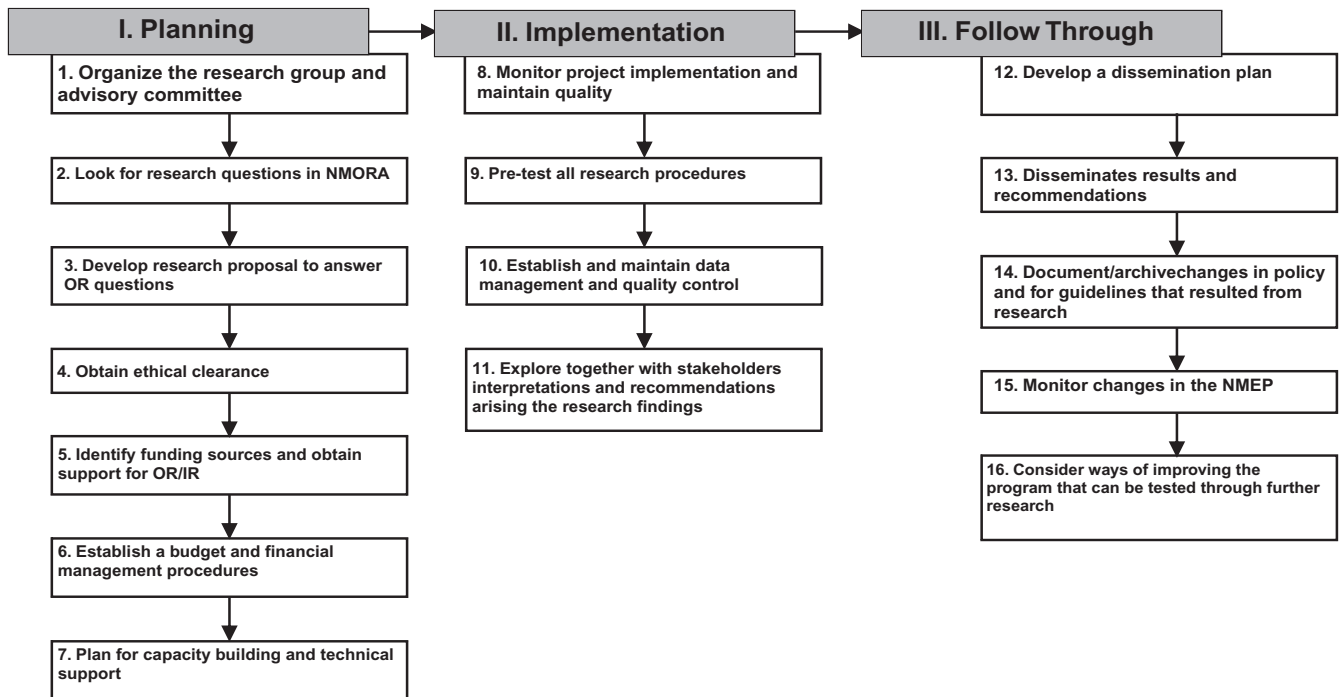 I. Planning
1. Organize the research group and
advisory committee
2. Look for research questions in NMORA
3. Develop research proposal to answer
OR questions
4. Obtain ethical clearance
5. Identify funding sources and obtain
support for OR/IR
6. Establish a budget and financial
management procedures
7. Plan for capacity building and technical
support
II. Implementation
8. Monitor project implementation and
maintain quality
9. Pre-test all research procedures
10. Establish and maintain data
management and quality control
11. Explore together with stakeholders
interpretations and recommendations
arising the research findings
III. Follow Through
12. Develop a dissemination plan
13. Disseminates results and
recommendations
14. Document/archivechanges in policy
and for guidelines that resulted from
research
15. Monitor changes in the NMEP
16. Consider ways of improving the
program that can be tested through further
research